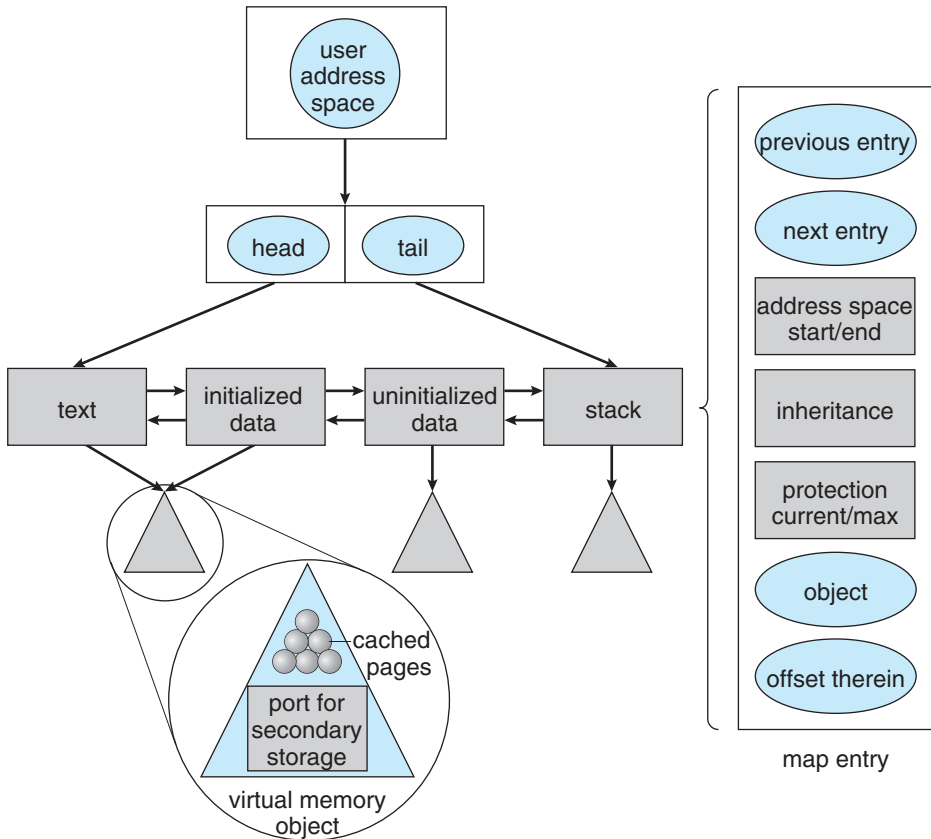 user
address
space
head
tail
text
initialized
data
uninitialized
data
stack
cached
pages
port for
secondary
storage
virtual memory
object
previous entry
next entry
address space
start/end
inheritance
protection
current/max
object
offset therein
map entry